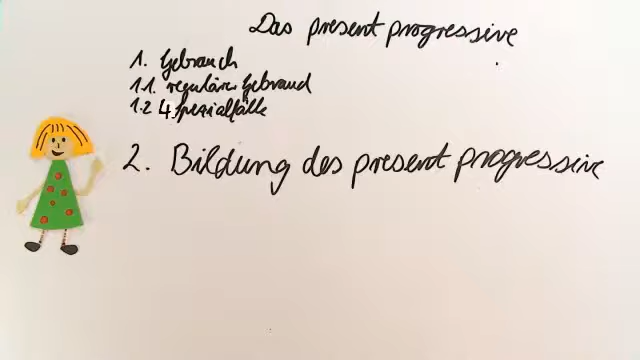 Das present progressive
1. Gebrauch
1.1 regulärer Gebrauch
1.2 4 Spezialfälle
2. Bildung des present progressive